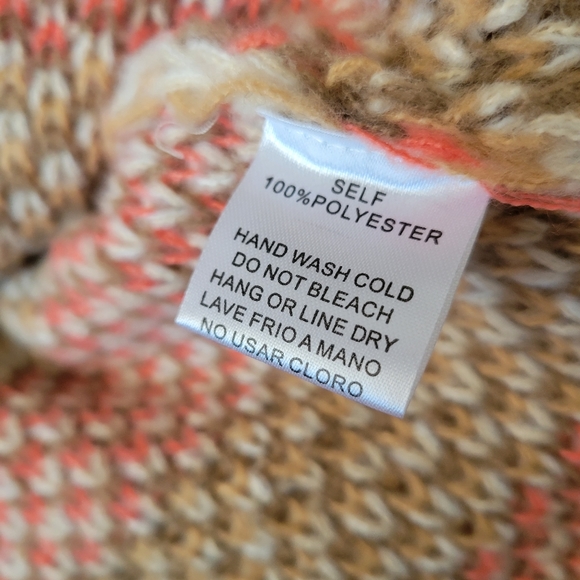 SELF
100%POLYESTER
HAND WASH COLD
DO NOT BLEACH
HANG OR LINE DRY
LAVE FRIO A MANO
NO USAR CLORO